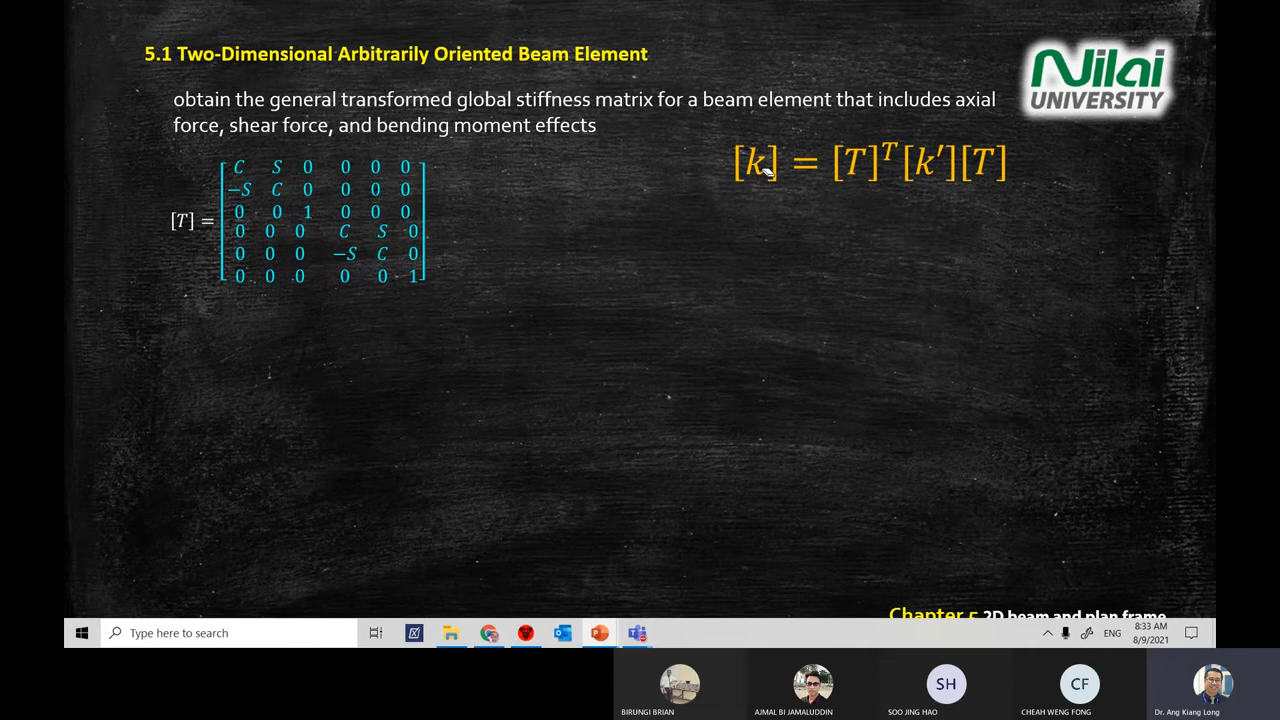 5.1 Two-Dimensional Arbitrarily Oriented Beam Element
Nilai
UNIVERSITY
obtain the general transformed global stiffness matrix for a beam element that includes axial
force, shear force, and bending moment effects
[k] = [T]ᵀ[k′][T]
[T] =
C S 0 0 0 0
−S C 0 0 0 0
0 0 1 0 0 0
0 0 0 C S 0
0 0 0 −S C 0
0 0 0 0 0 1
Chapter 5 2D beam and plan frame
Type here to search
ENG
8:33 AM
8/9/2021
BIRUNGI BRIAN
AJMAL BI JAMALUDDIN
SH
SOO JING HAO
CF
CHEAH WENG FONG
Dr. Ang Kiang Long